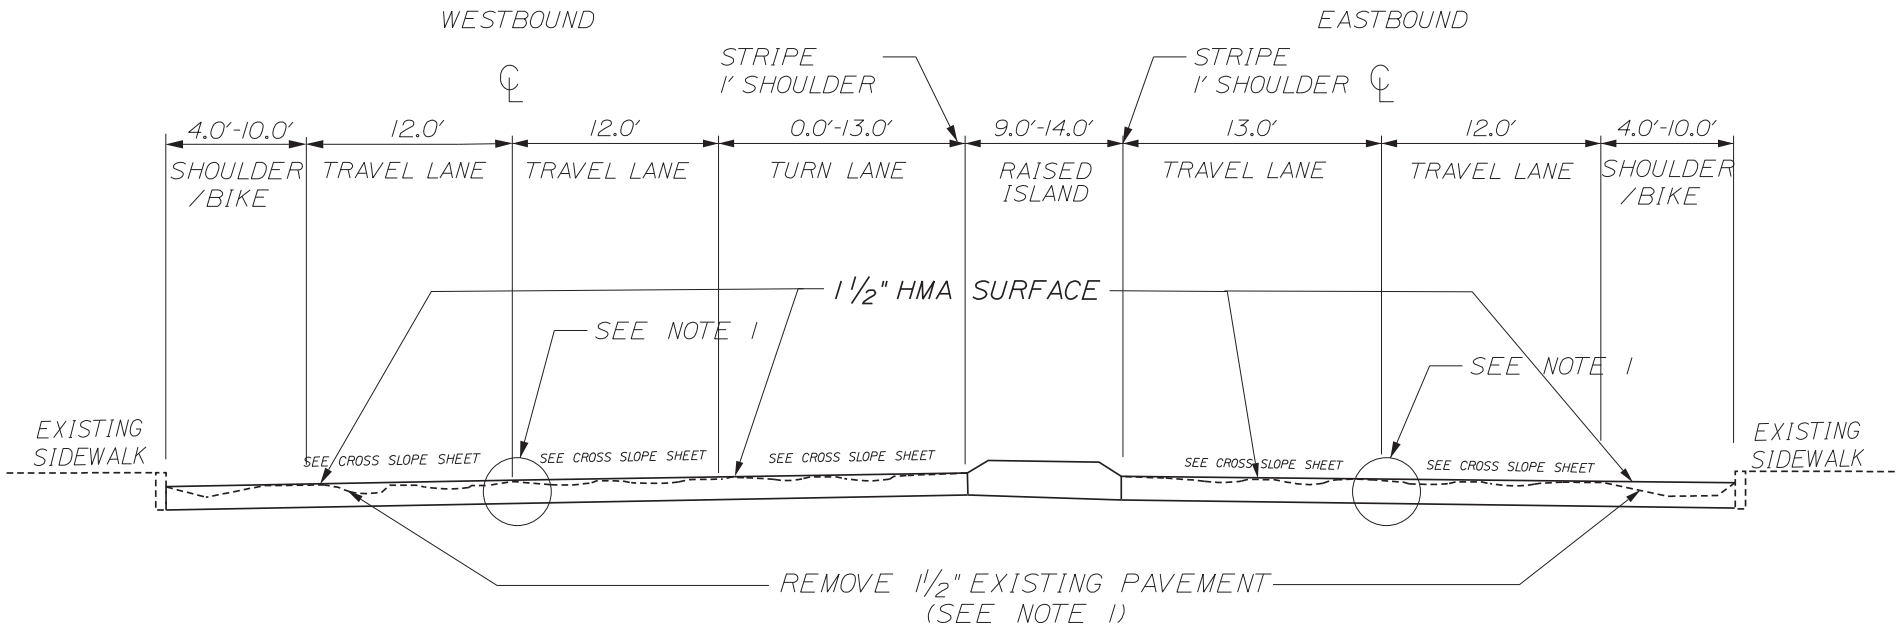 WESTBOUND
EASTBOUND
STRIPE
1' SHOULDER
STRIPE
1' SHOULDER
℄
℄
4.0'-10.0'
12.0'
12.0'
0.0'-13.0'
9.0'-14.0'
13.0'
12.0'
4.0'-10.0'
SHOULDER
/BIKE
TRAVEL LANE
TRAVEL LANE
TURN LANE
RAISED
ISLAND
TRAVEL LANE
TRAVEL LANE
SHOULDER
/BIKE
1 1/2" HMA SURFACE
SEE NOTE 1
SEE NOTE 1
EXISTING
SIDEWALK
SEE CROSS SLOPE SHEET
SEE CROSS SLOPE SHEET
SEE CROSS SLOPE SHEET
SEE CROSS SLOPE SHEET
SEE CROSS SLOPE SHEET
EXISTING
SIDEWALK
REMOVE 1 1/2" EXISTING PAVEMENT
(SEE NOTE 1)